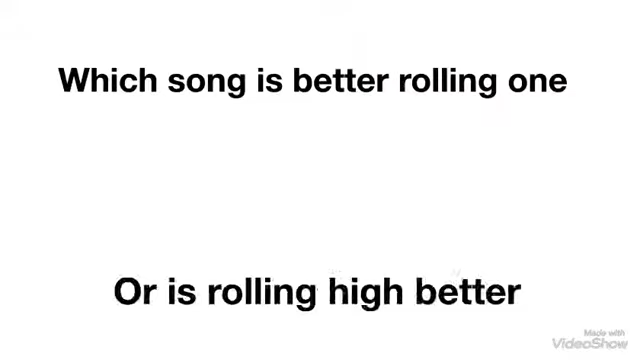 Which song is better rolling one
Or is rolling high better
Made with
VideoShow